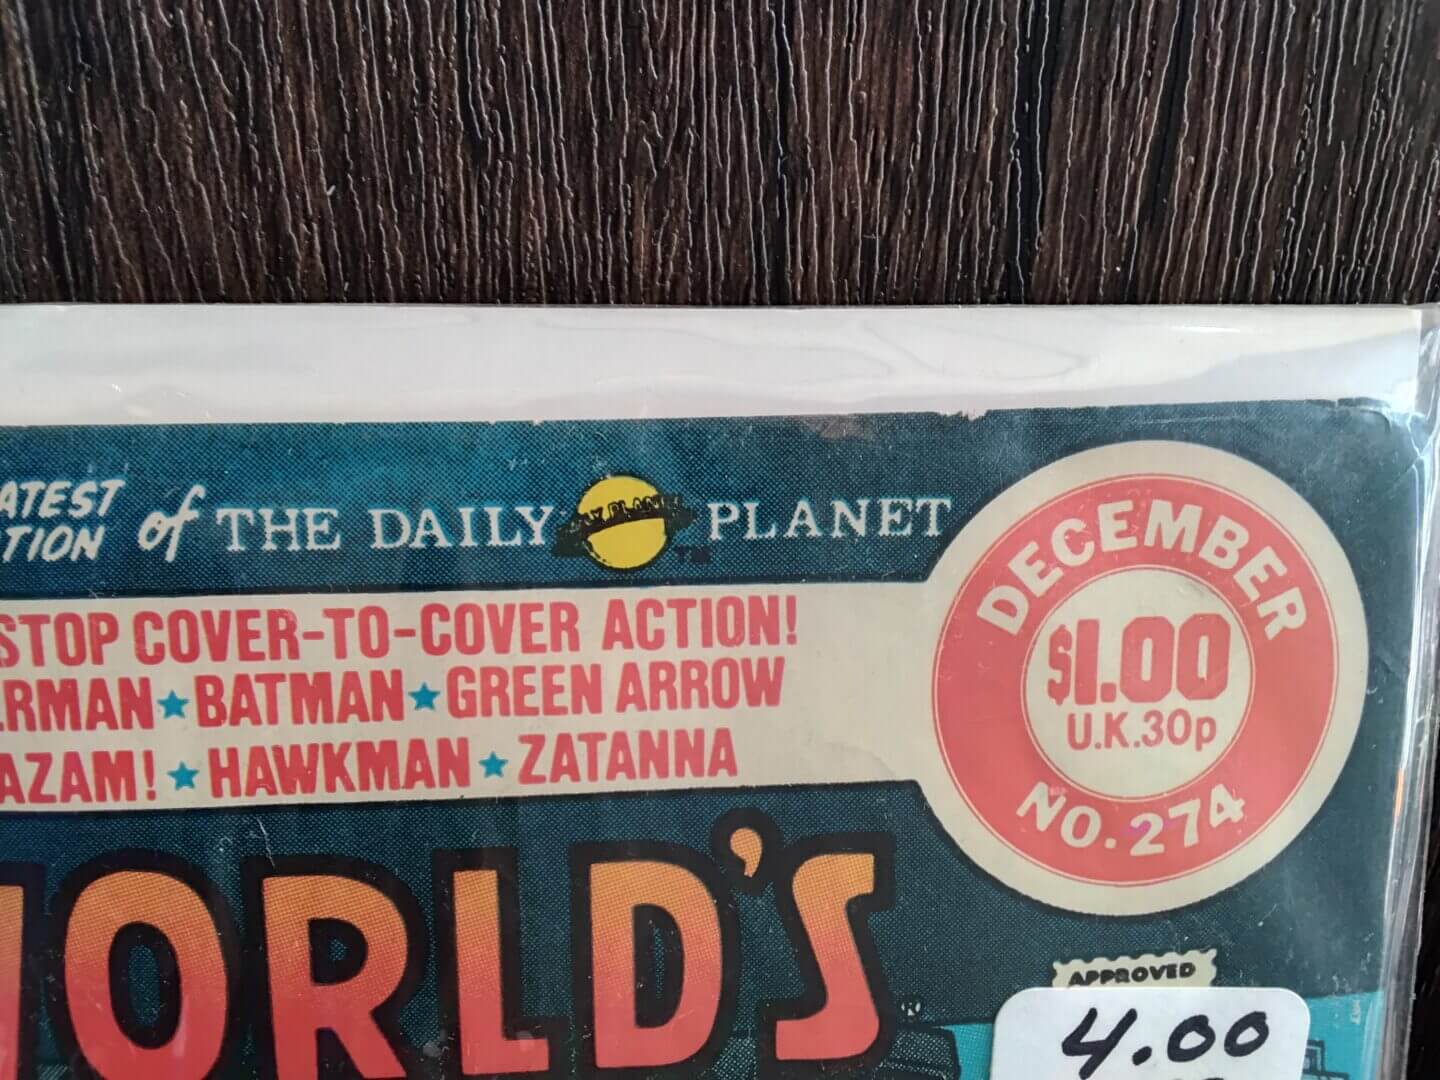 ATEST
TION of THE DAILY PLANET
STOP COVER-TO-COVER ACTION!
ERMAN ★ BATMAN ★ GREEN ARROW
AZAM! ★ HAWKMAN ★ ZATANNA
DECEMBER
$1.00
U.K.30p
NO. 274
ORLD'S
APPROVED
4.00